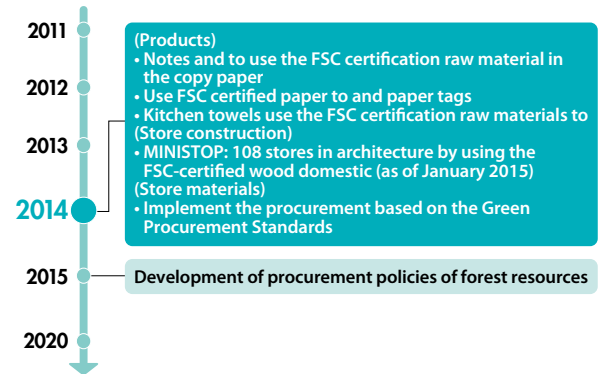 2011
2012
2013
2014
(Products)
• Notes and to use the FSC certification raw material in
the copy paper
• Use FSC certified paper to and paper tags
• Kitchen towels use the FSC certification raw materials to
(Store construction)
• MINISTOP: 108 stores in architecture by using the
FSC-certified wood domestic (as of January 2015)
(Store materials)
• Implement the procurement based on the Green
Procurement Standards
2015
Development of procurement policies of forest resources
2020